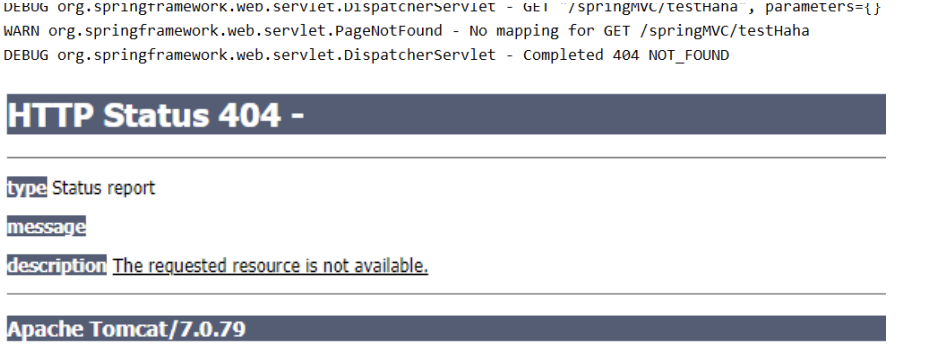 DEBUG org.springframework.web.servlet.DispatcherServlet - GET "/springMVC/testHaha", parameters={}
WARN org.springframework.web.servlet.PageNotFound - No mapping for GET /springMVC/testHaha
DEBUG org.springframework.web.servlet.DispatcherServlet - Completed 404 NOT_FOUND
HTTP Status 404 -
type Status report
message
description The requested resource is not available.
Apache Tomcat/7.0.79